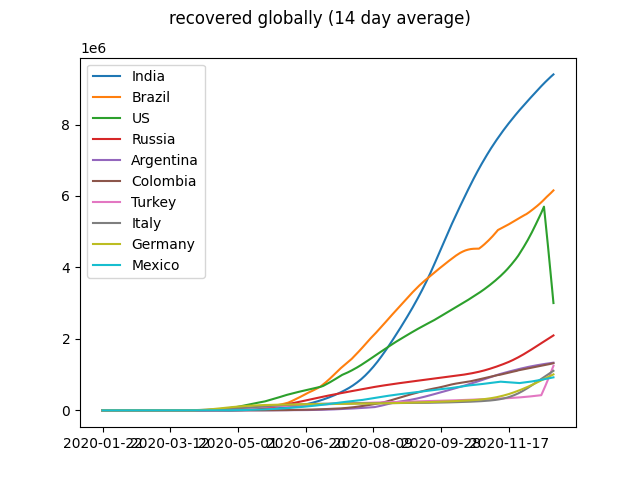 recovered globally (14 day average)
1e6
India
Brazil
US
Russia
Argentina
Colombia
Turkey
Italy
Germany
Mexico
8
6
4
2
0
2020-01-22 2020-03-12 2020-05-01 2020-06-20 2020-08-09 2020-09-28 2020-11-17